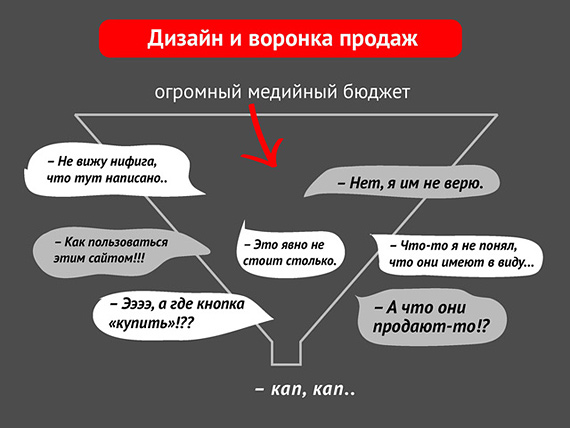 Дизайн и воронка продаж
огромный медийный бюджет
– Не вижу нифига,
что тут написано..
– Нет, я им не верю.
– Как пользоваться
этим сайтом!!!
– Это явно не
стоит столько.
– Что-то я не понял,
что они имеют в виду...
– Ээээ, а где кнопка
«купить»!??
– А что они
продают-то!?
– кап, кап..